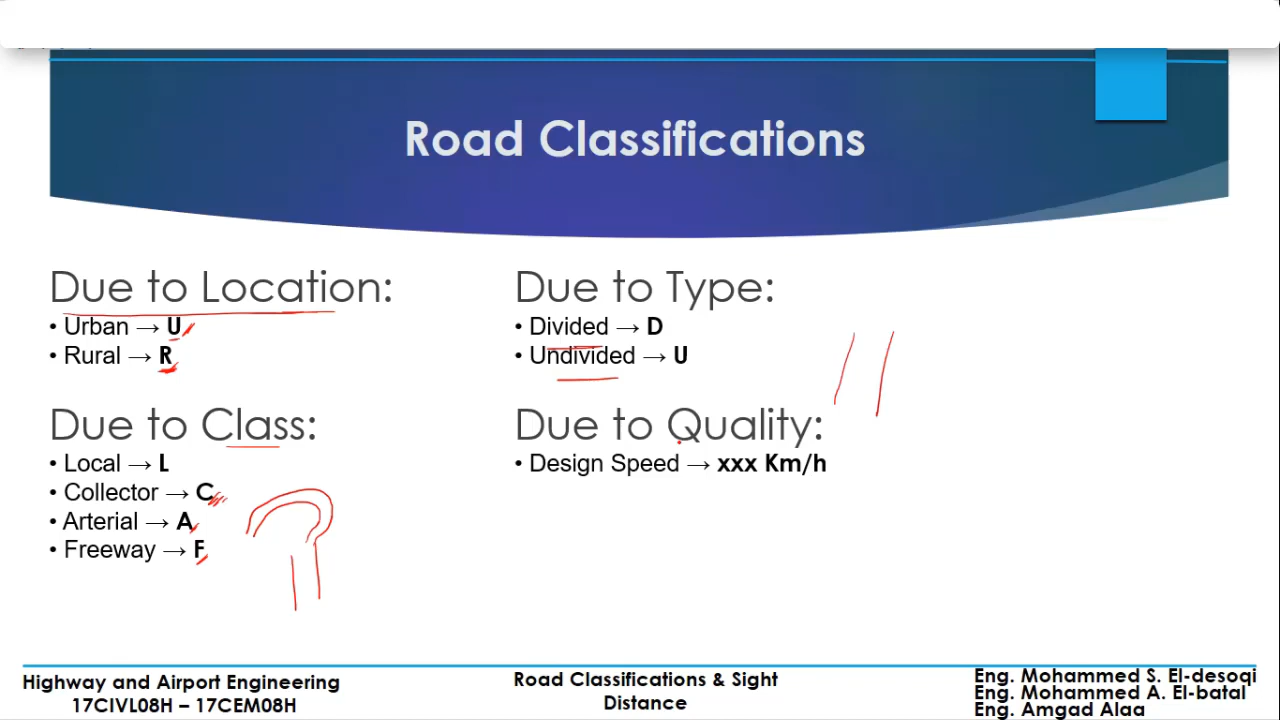 Road Classifications
Due to Location:
• Urban → U
• Rural → R
Due to Class:
• Local → L
• Collector → C
• Arterial → A
• Freeway → F
Due to Type:
• Divided → D
• Undivided → U
Due to Quality:
• Design Speed → xxx Km/h
Highway and Airport Engineering
17CIVL08H – 17CEM08H
Road Classifications & Sight
Distance
Eng. Mohammed S. El-desoqi
Eng. Mohammed A. El-batal
Eng. Amgad Alaa